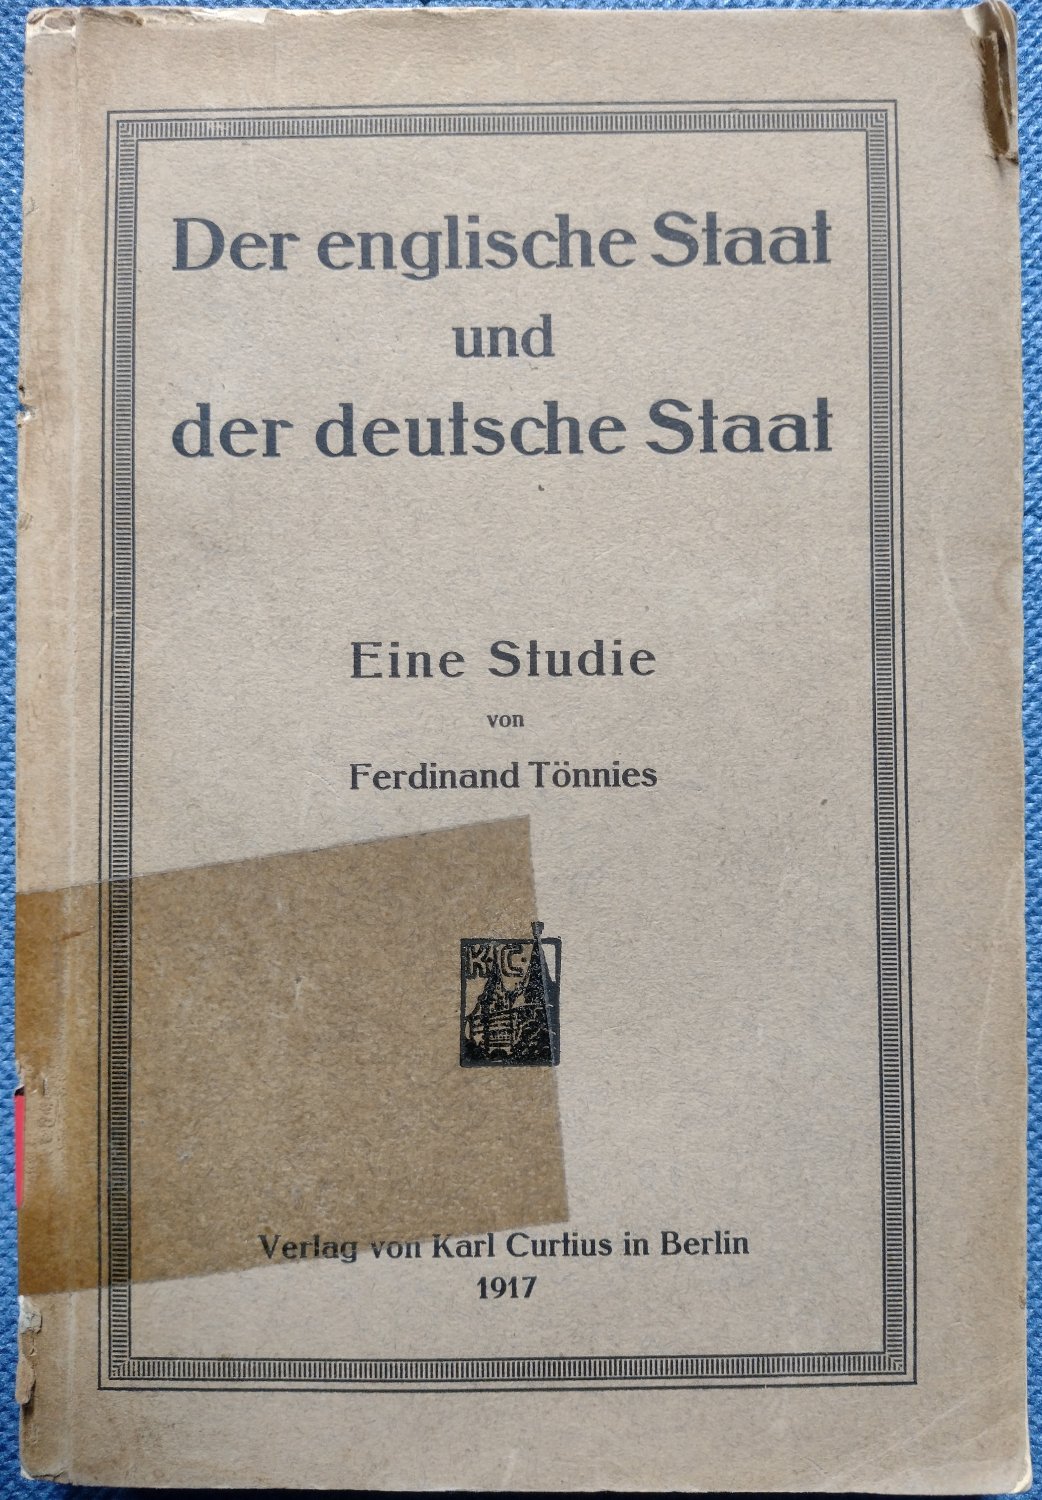 Der englische Staat
und
der deutsche Staat
Eine Studie
von
Ferdinand Tönnies
K·C·
Verlag von Karl Curtius in Berlin
1917